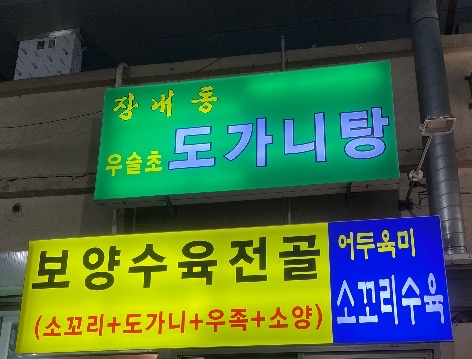 장대동
우슬초 도가니탕
보양수육전골
(소꼬리+도가니+우족+소양)
어두육미
소꼬리수육